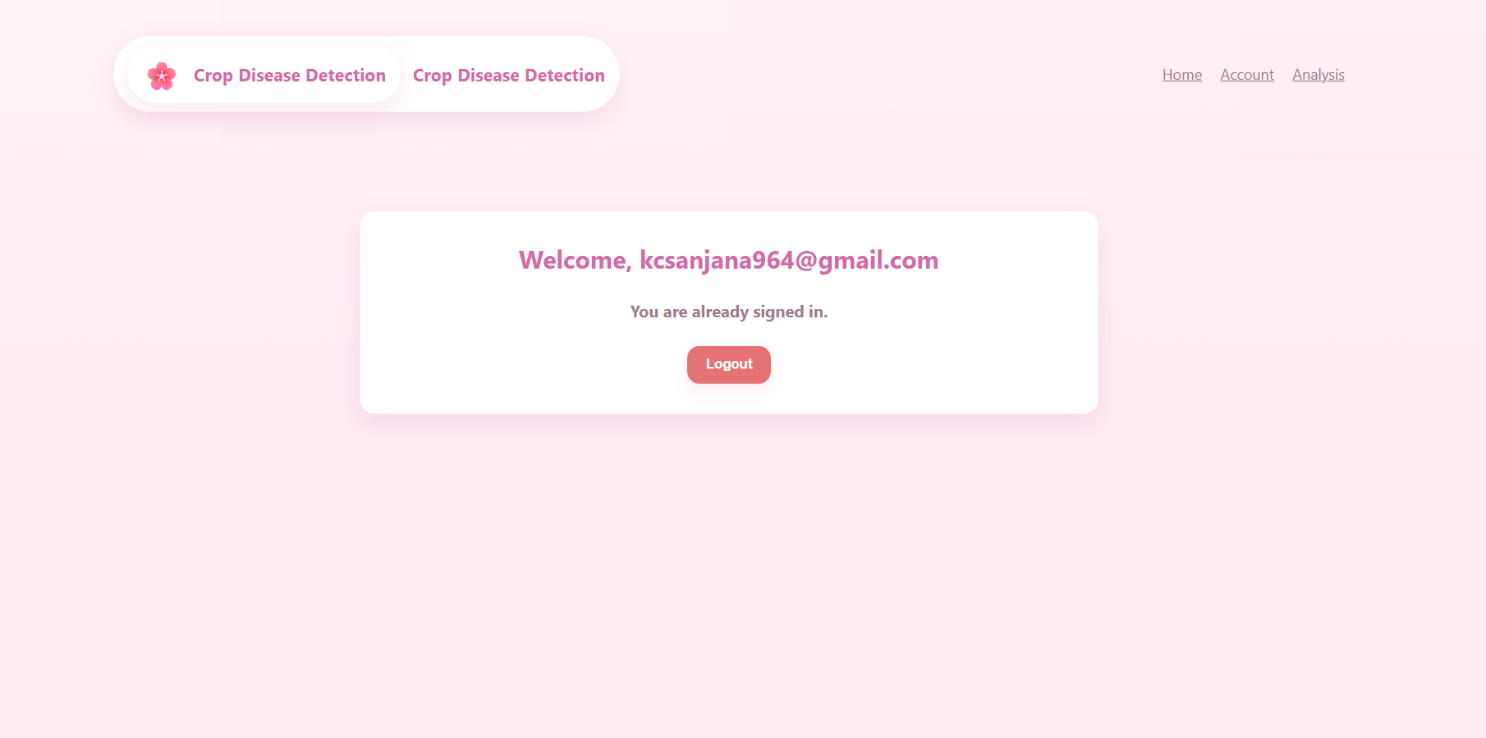 Crop Disease Detection Crop Disease Detection Home Account Analysis
Welcome, kcsanjana964@gmail.com
You are already signed in.
Logout